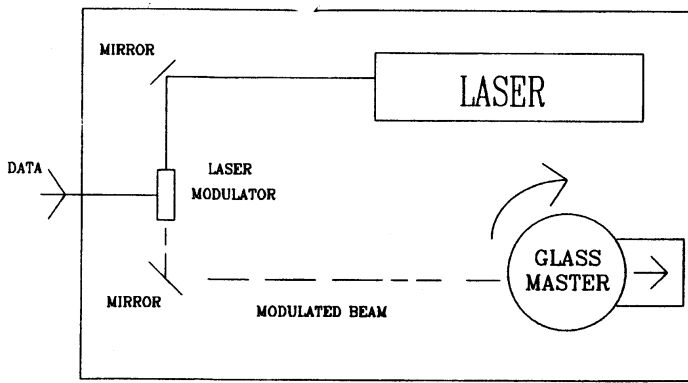 MIRROR
LASER
DATA
LASER
MODULATOR
GLASS
MASTER
MIRROR
MODULATED BEAM